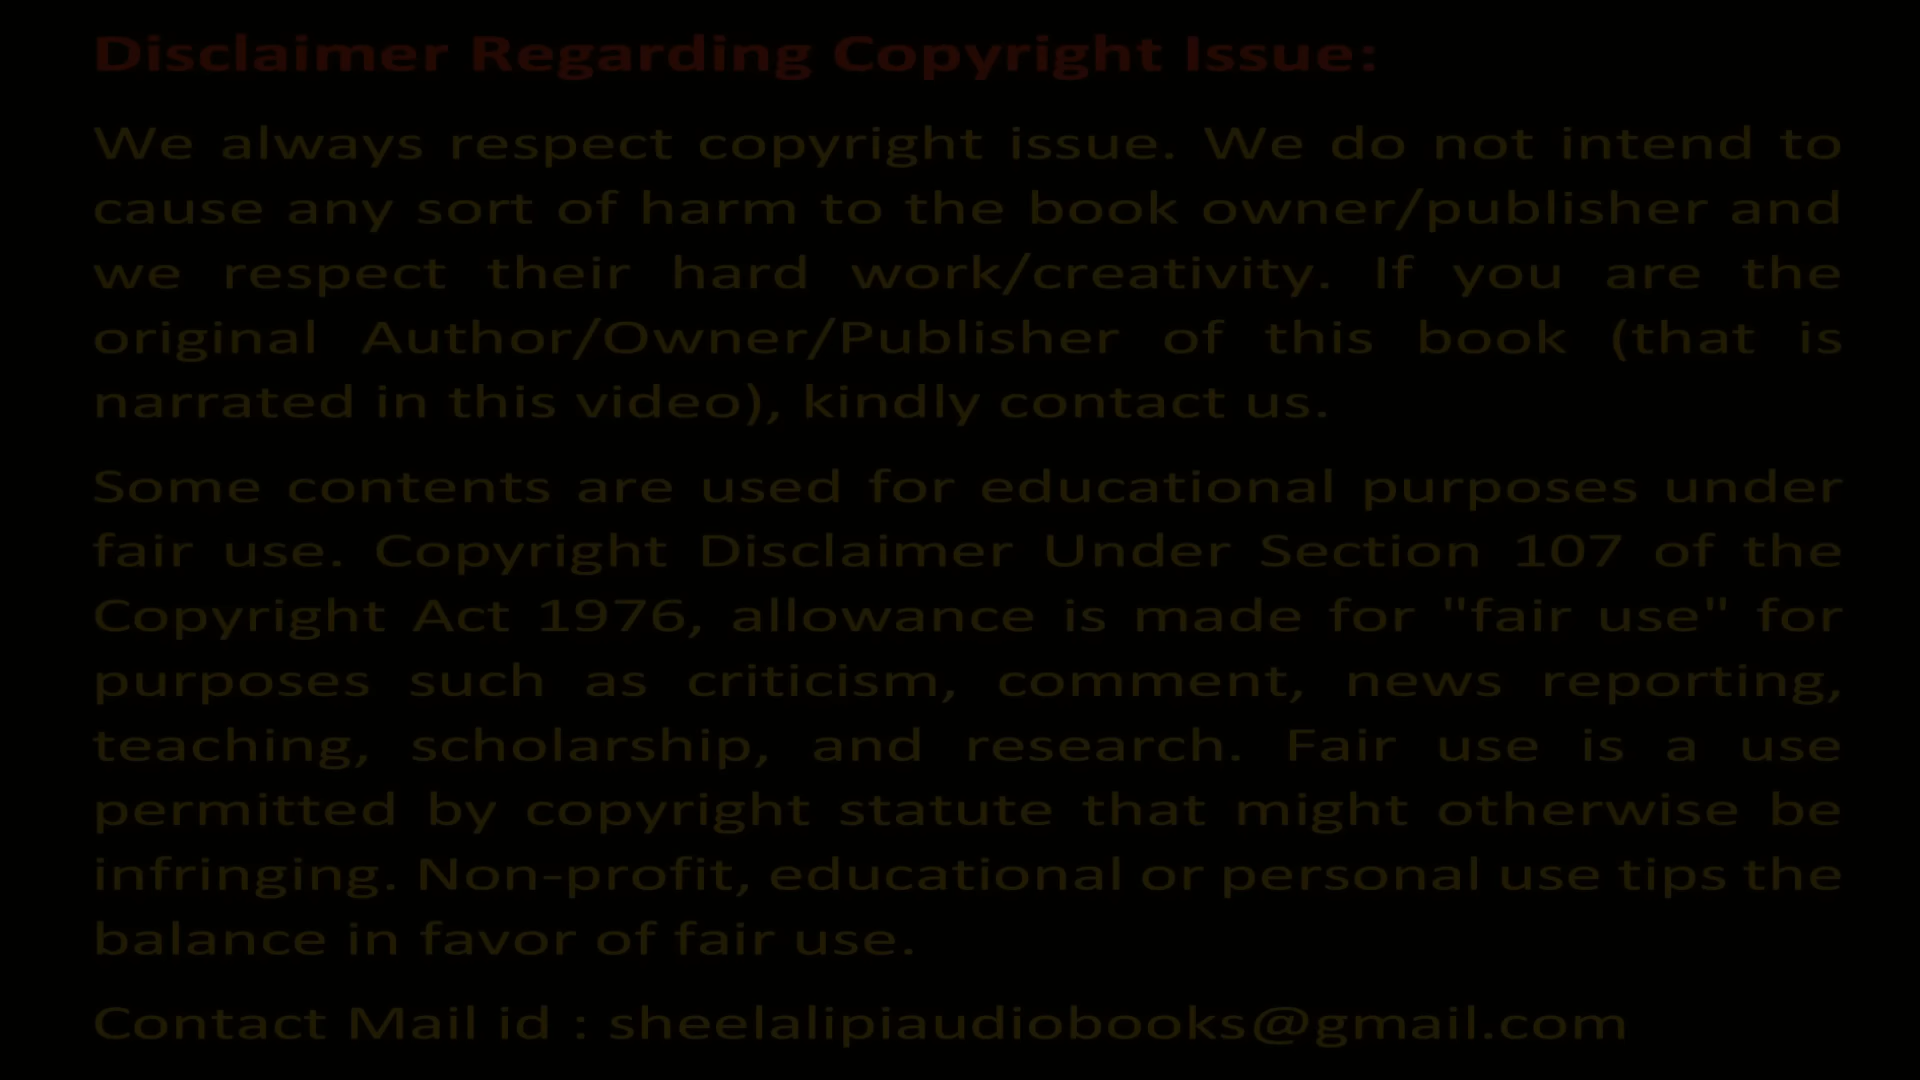 Disclaimer Regarding Copyright Issue:
We always respect copyright issue. We do not intend to
cause any sort of harm to the book owner/publisher and
we respect their hard work/creativity. If you are the
original Author/Owner/Publisher of this book (that is
narrated in this video), kindly contact us.
Some contents are used for educational purposes under
fair use. Copyright Disclaimer Under Section 107 of the
Copyright Act 1976, allowance is made for "fair use" for
purposes such as criticism, comment, news reporting,
teaching, scholarship, and research. Fair use is a use
permitted by copyright statute that might otherwise be
infringing. Non-profit, educational or personal use tips the
balance in favor of fair use.
Contact Mail id : sheelalipiaudiobooks@gmail.com